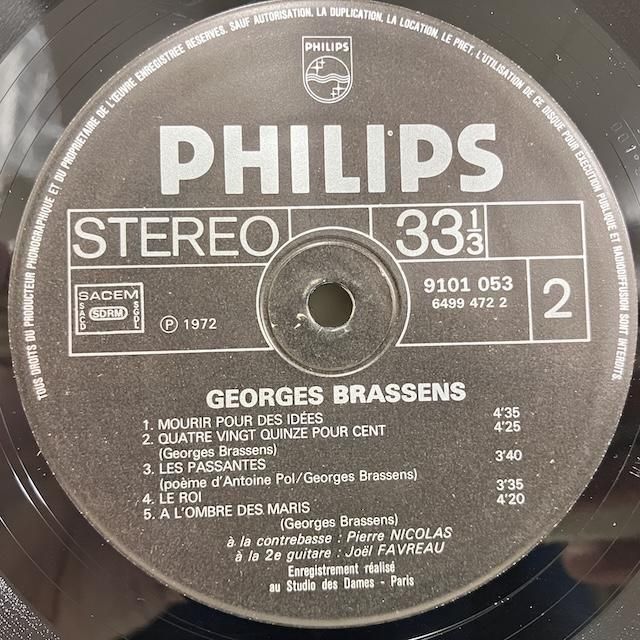 TOUS DROITS DU PRODUCTEUR PHONOGRAPHIQUE ET DU PROPRIETAIRE DE L'ŒUVRE ENREGISTREE RESERVES. SAUF AUTORISATION, LA DUPLICATION, LA LOCATION, LE PRET, L'UTILISATION DE CE DISQUE POUR EXECUTION PUBLIQUE ET RADIODIFFUSION SONT INTERDITS.
PHILIPS
PHILIPS
STEREO
33 1/3
SACEM
SACD
SDRM
SGDL
℗ 1972
9101 053
6499 472 2
2
GEORGES BRASSENS
1. MOURIR POUR DES IDÉES 4'35
2. QUATRE VINGT QUINZE POUR CENT 4'25
(Georges Brassens)
3. LES PASSANTES 3'40
(poème d'Antoine Pol/Georges Brassens)
4. LE ROI 3'35
5. A L'OMBRE DES MARIS 4'20
(Georges Brassens)
à la contrebasse : Pierre NICOLAS
à la 2e guitare : Joël FAVREAU
Enregistrement réalisé
au Studio des Dames - Paris